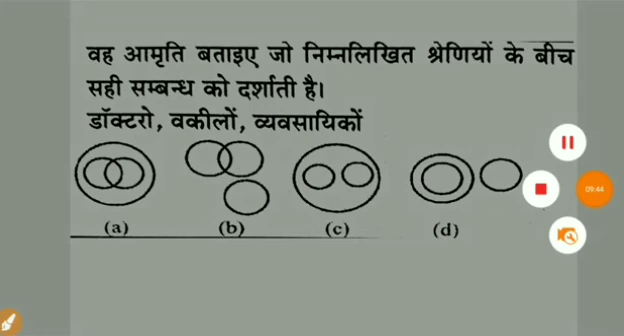 वह आमृति बताइए जो निम्नलिखित श्रेणियों के बीच
सही सम्बन्ध को दर्शाती है।
डॉक्टरो, वकीलों, व्यवसायिकों
(a) (b) (c) (d)
09:44